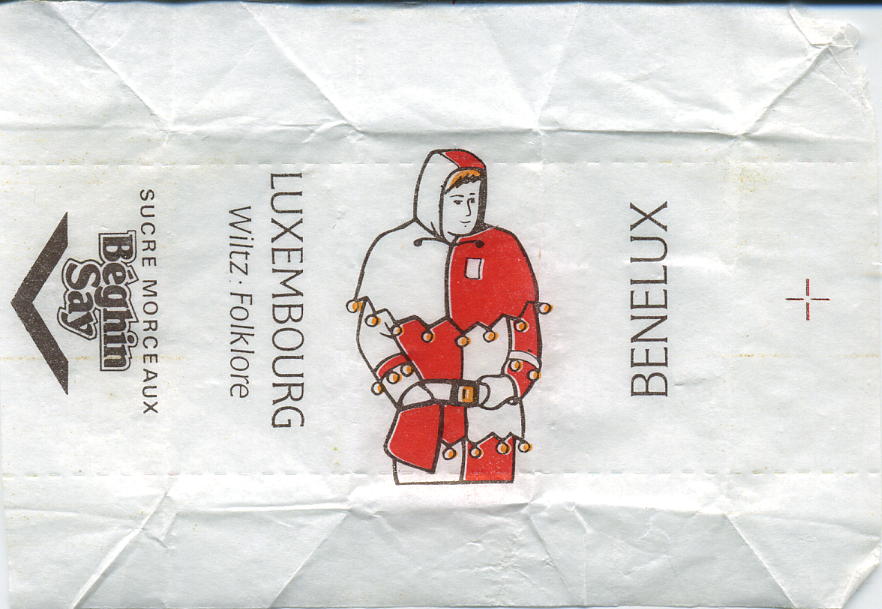 BENELUX
LUXEMBOURG
Wiltz · Folklore
SUCRE MORCEAUX
Béghin
Say